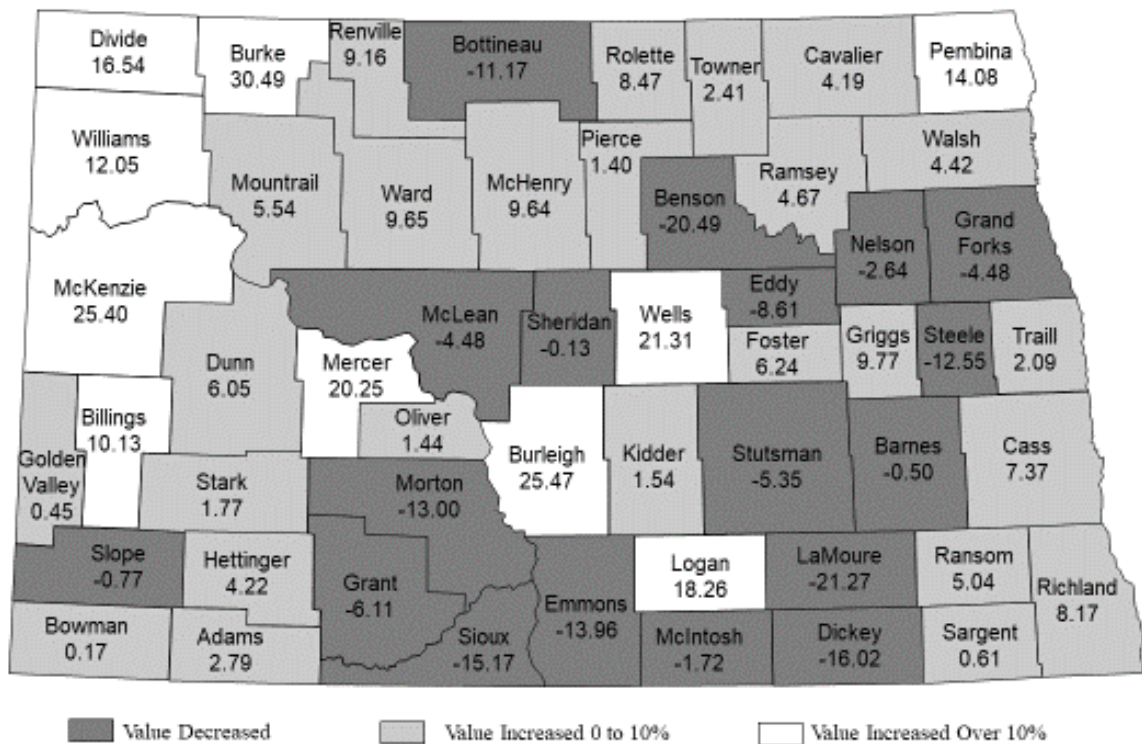 Divide
16.54
Burke
30.49
Renville
9.16
Bottineau
-11.17
Rolette
8.47
Towner
2.41
Cavalier
4.19
Pembina
14.08
Williams
12.05
Mountrail
5.54
Ward
9.65
McHenry
9.64
Pierce
1.40
Benson
-20.49
Ramsey
4.67
Walsh
4.42
Nelson
-2.64
Grand
Forks
-4.48
McKenzie
25.40
Dunn
6.05
Mercer
20.25
McLean
-4.48
Sheridan
-0.13
Wells
21.31
Eddy
-8.61
Foster
6.24
Griggs
9.77
Steele
-12.55
Traill
2.09
Golden
Valley
0.45
Billings
10.13
Stark
1.77
Oliver
1.44
Morton
-13.00
Burleigh
25.47
Kidder
1.54
Stutsman
-5.35
Barnes
-0.50
Cass
7.37
Slope
-0.77
Hettinger
4.22
Grant
-6.11
Emmons
-13.96
Logan
18.26
LaMoure
-21.27
Ransom
5.04
Richland
8.17
Bowman
0.17
Adams
2.79
Sioux
-15.17
McIntosh
-1.72
Dickey
-16.02
Sargent
0.61
Value Decreased
Value Increased 0 to 10%
Value Increased Over 10%